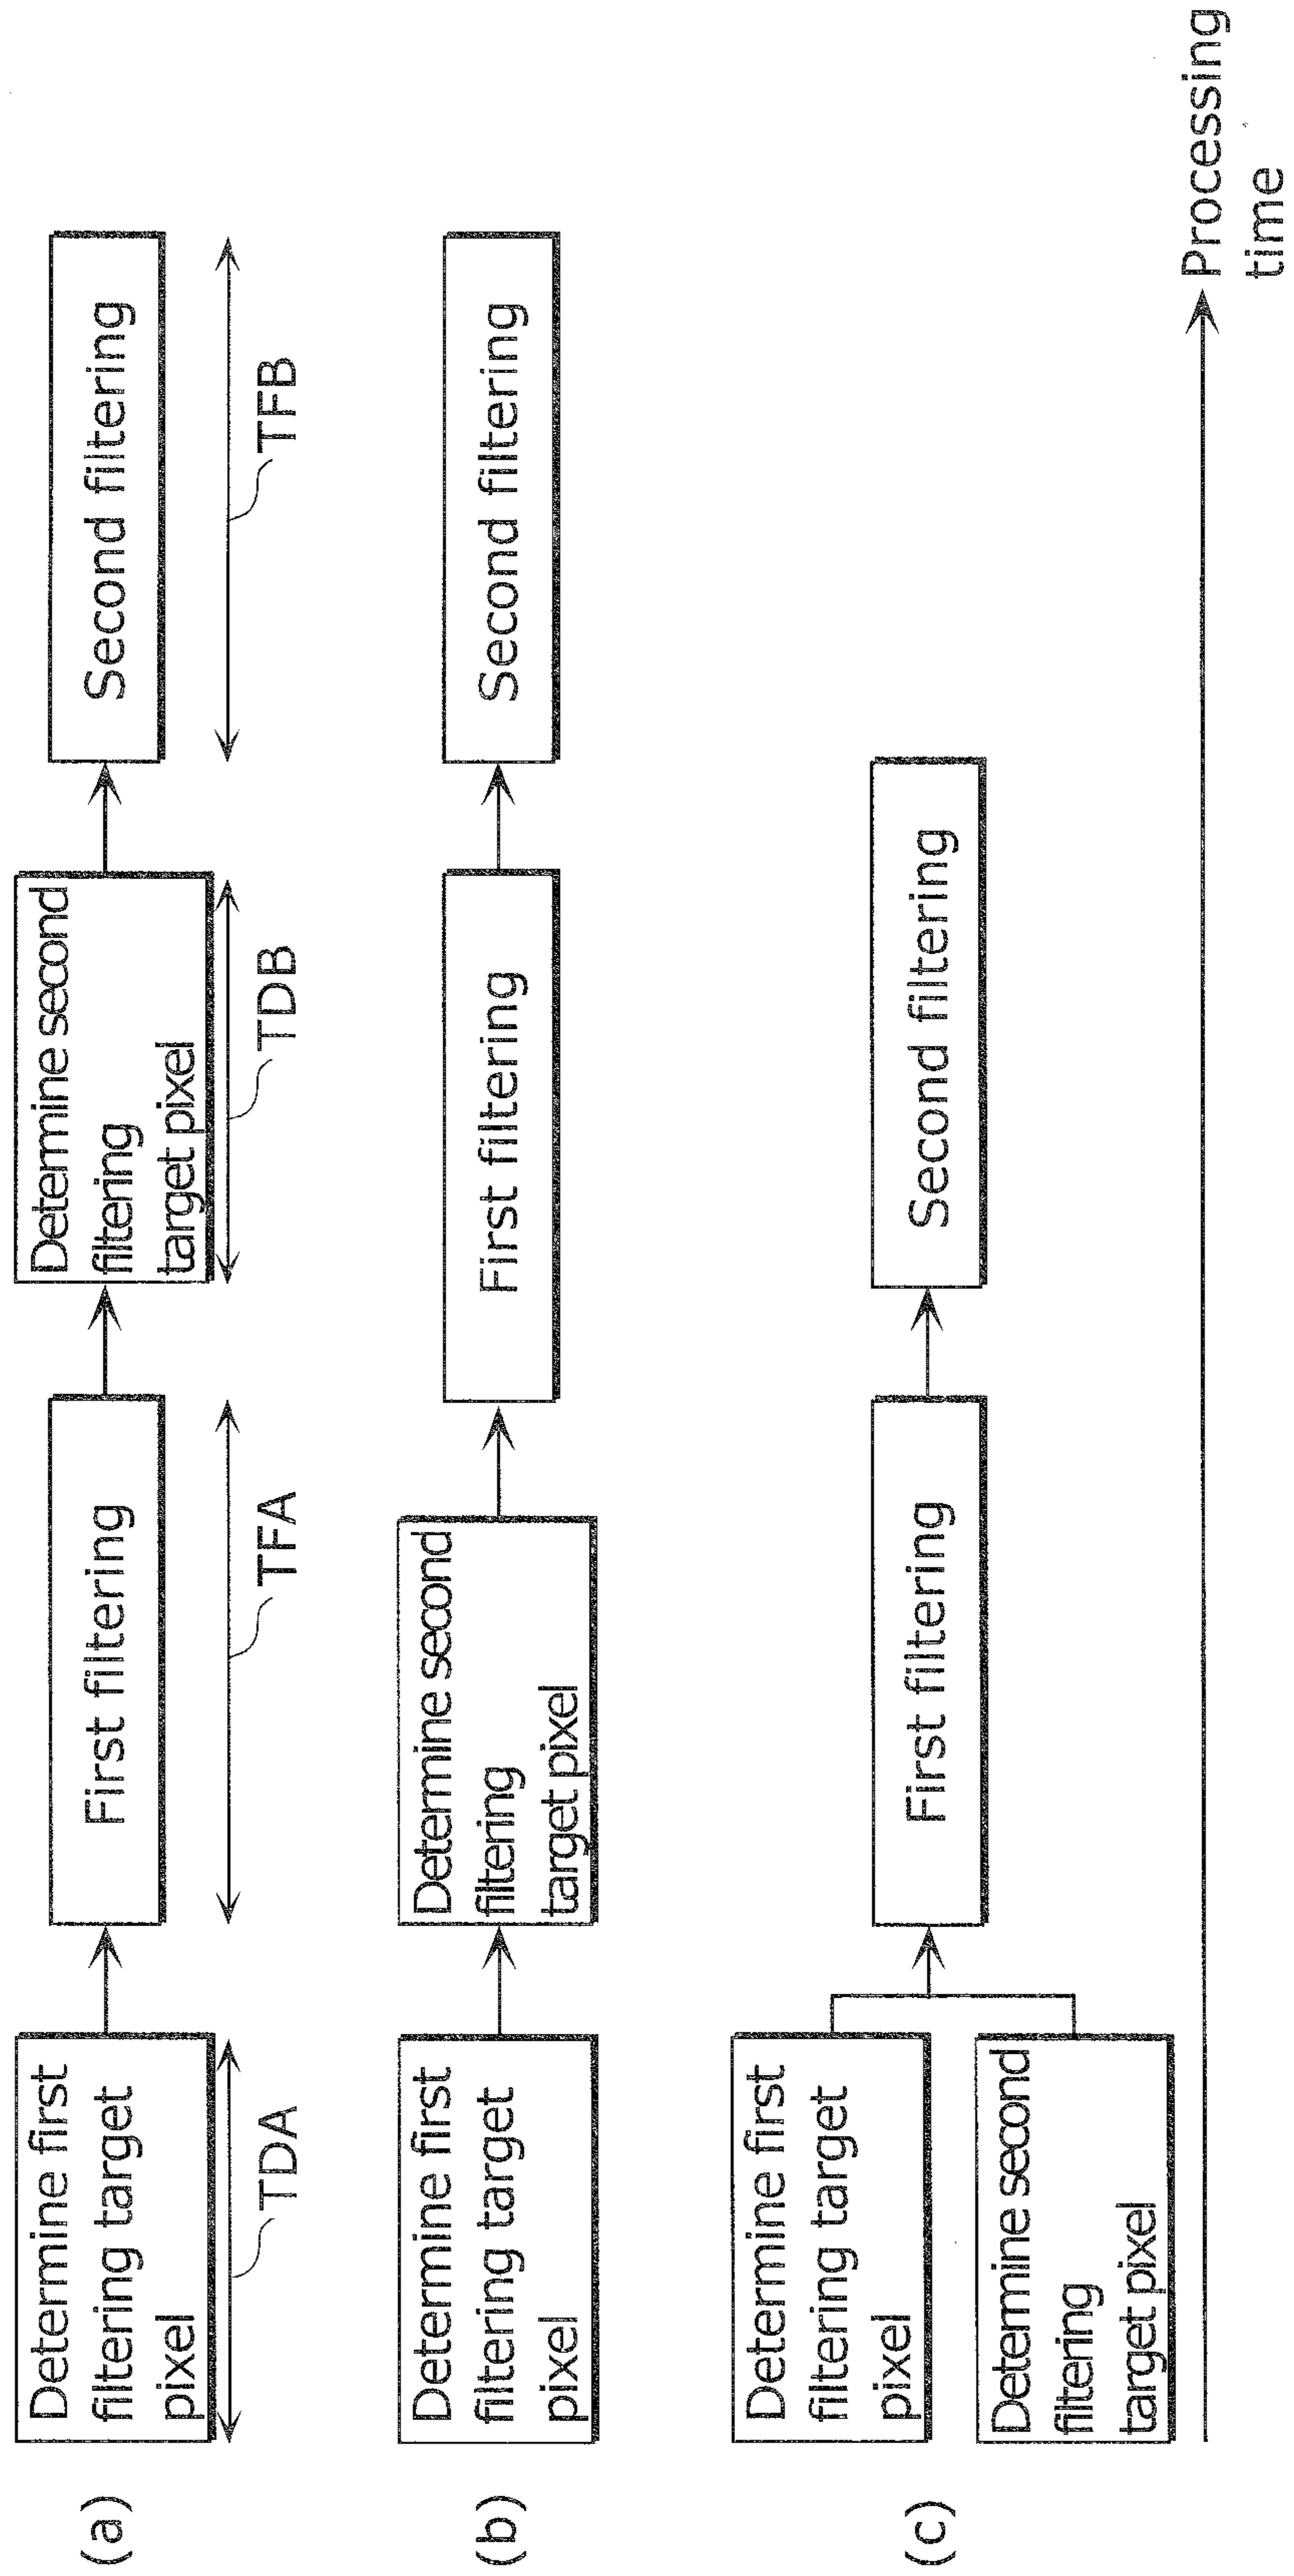 (a)
Determine first
filtering target
pixel
First filtering
Determine second
filtering
target pixel
Second filtering
TDA
TFA
TDB
TFB
(b)
Determine first
filtering target
pixel
Determine second
filtering
target pixel
First filtering
Second filtering
(c)
Determine first
filtering target
pixel
Determine second
filtering
target pixel
First filtering
Second filtering
Processing
time